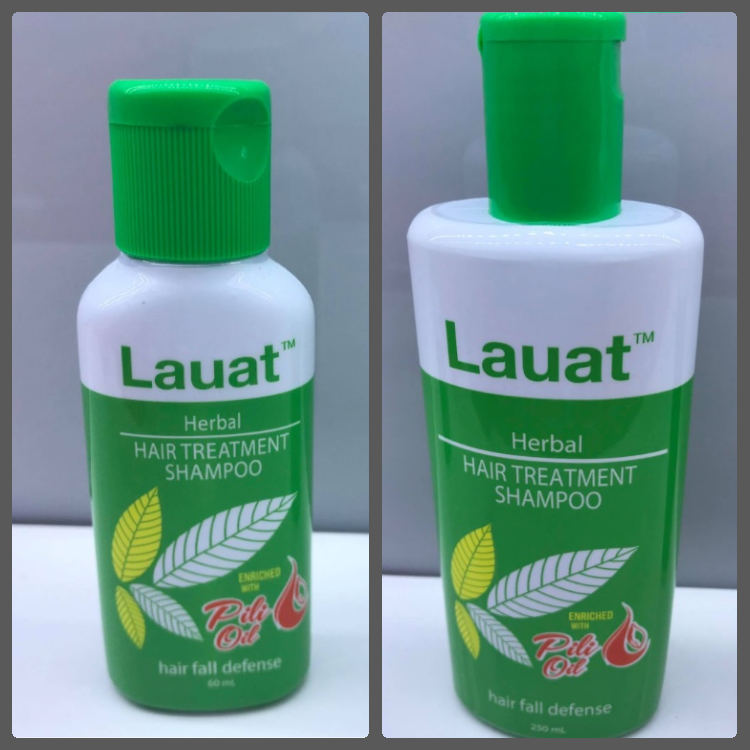 Lauat™
Herbal
HAIR TREATMENT
SHAMPOO
ENRICHED
WITH
Pili
Oil
hair fall defense
60 mL
Lauat™
Herbal
HAIR TREATMENT
SHAMPOO
ENRICHED
WITH
Pili
Oil
hair fall defense
250 mL